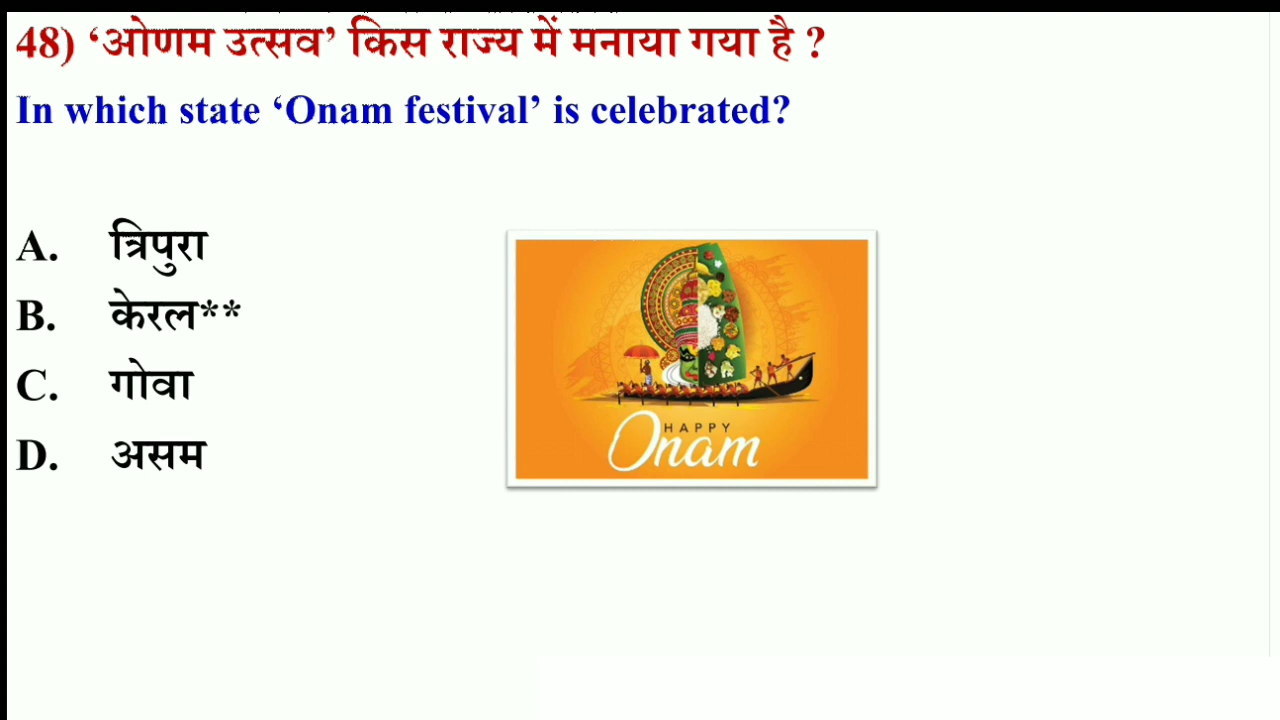 48) ‘ओणम उत्सव’ किस राज्य में मनाया गया है ?
In which state ‘Onam festival’ is celebrated?
A. त्रिपुरा
B. केरल**
C. गोवा
D. असम
HAPPY
Onam